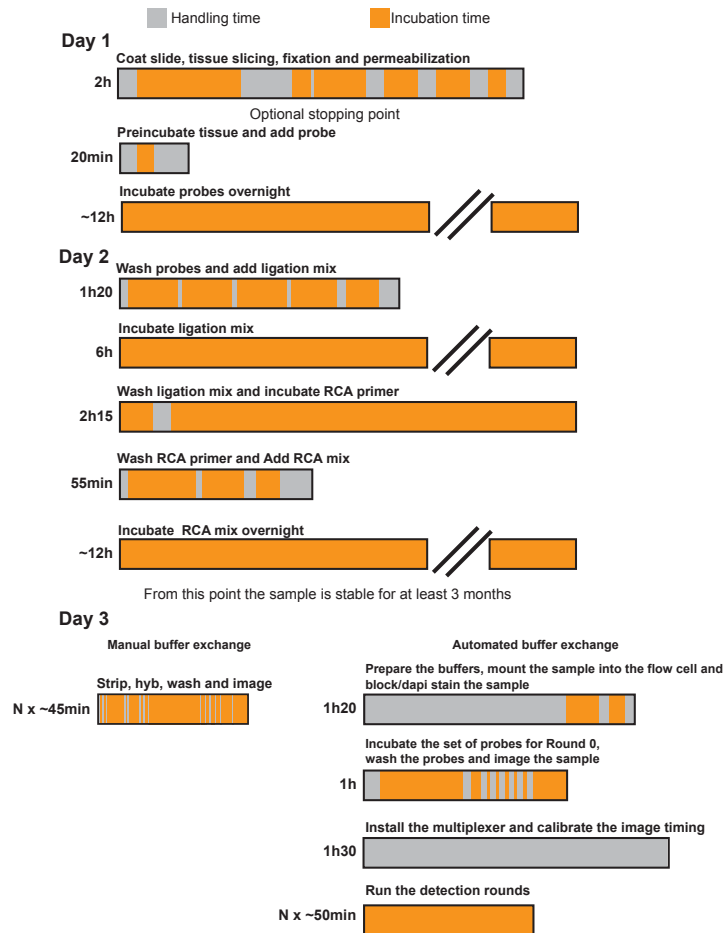 Handling time
Incubation time
Day 1
Coat slide, tissue slicing, fixation and permeabilization
2h
Optional stopping point
Preincubate tissue and add probe
20min
Incubate probes overnight
~12h
Day 2
Wash probes and add ligation mix
1h20
Incubate ligation mix
6h
Wash ligation mix and incubate RCA primer
2h15
Wash RCA primer and Add RCA mix
55min
Incubate RCA mix overnight
~12h
From this point the sample is stable for at least 3 months
Day 3
Manual buffer exchange
Strip, hyb, wash and image
N x ~45min
Automated buffer exchange
Prepare the buffers, mount the sample into the flow cell and
block/dapi stain the sample
1h20
Incubate the set of probes for Round 0,
wash the probes and image the sample
1h
Install the multiplexer and calibrate the image timing
1h30
Run the detection rounds
N x ~50min